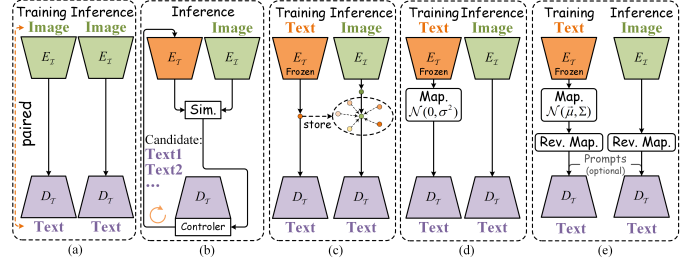 Training Inference
Image Image
E_I E_I
paired
D_T D_T
Text Text
(a)
Inference
Image
E_T E_I
Sim.
Candidate:
Text1
Text2
...
D_T
Controler
(b)
Training Inference
Text Image
E_T E_I
Frozen
store
D_T D_T
Text Text
(c)
Training Inference
Text Image
E_T E_I
Frozen
Map.
N(0, σ²)
D_T D_T
Text Text
(d)
Training Inference
Text Image
E_T E_I
Frozen
Map.
N(μ⃗, Σ)
Rev. Map. Rev. Map.
Prompts
(optional)
D_T D_T
Text Text
(e)